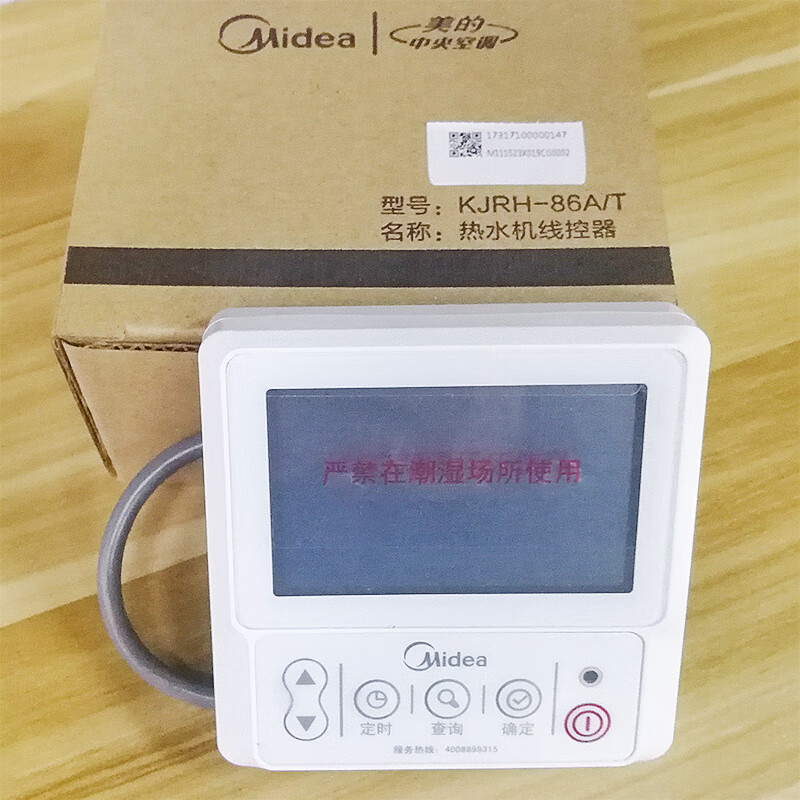 Midea
美的
中央空调
17317100000147
型号：KJRH-86A/T
名称：热水机线控器
严禁在潮湿场所使用
Midea
定时 查询 确定
服务热线：4008899315